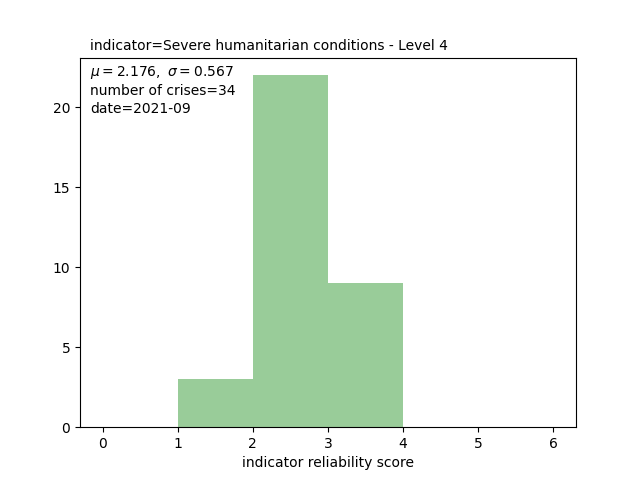 indicator=Severe humanitarian conditions - Level 4
μ = 2.176, σ = 0.567
number of crises=34
date=2021-09
20
15
10
5
0
0 1 2 3 4 5 6
indicator reliability score